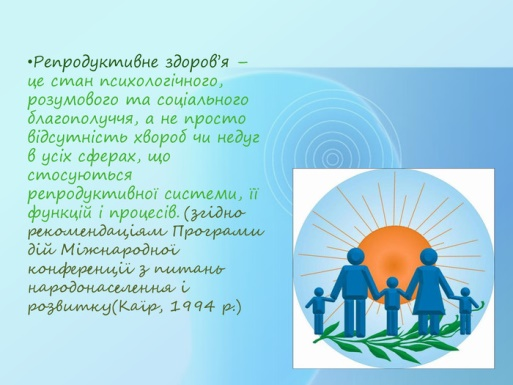 •Репродуктивне здоров'я –
це стан психологічного,
розумового та соціального
благополуччя, а не просто
відсутність хвороб чи недуг
в усіх сферах, що
стосуються
репродуктивної системи, її
функцій і процесів. (згідно
рекомендаціям Програми
дій Міжнародної
конференції з питань
народонаселення і
розвитку(Каїр, 1994 р.)